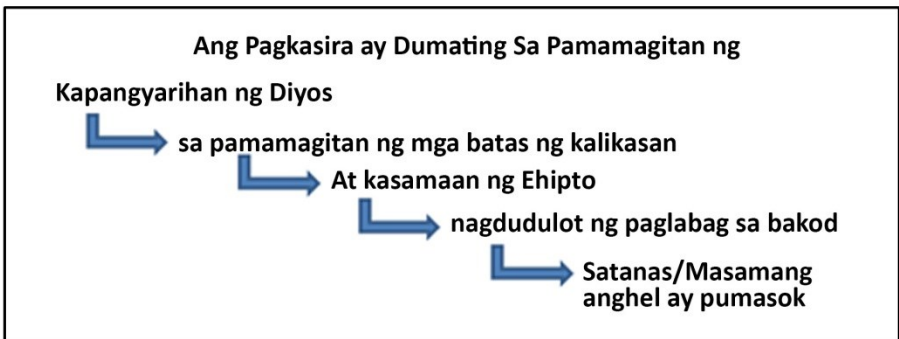 Ang Pagkasira ay Dumating Sa Pamamagitan ng
Kapangyarihan ng Diyos
sa pamamagitan ng mga batas ng kalikasan
At kasamaan ng Ehipto
nagdudulot ng paglabag sa bakod
Satanas/Masamang
anghel ay pumasok